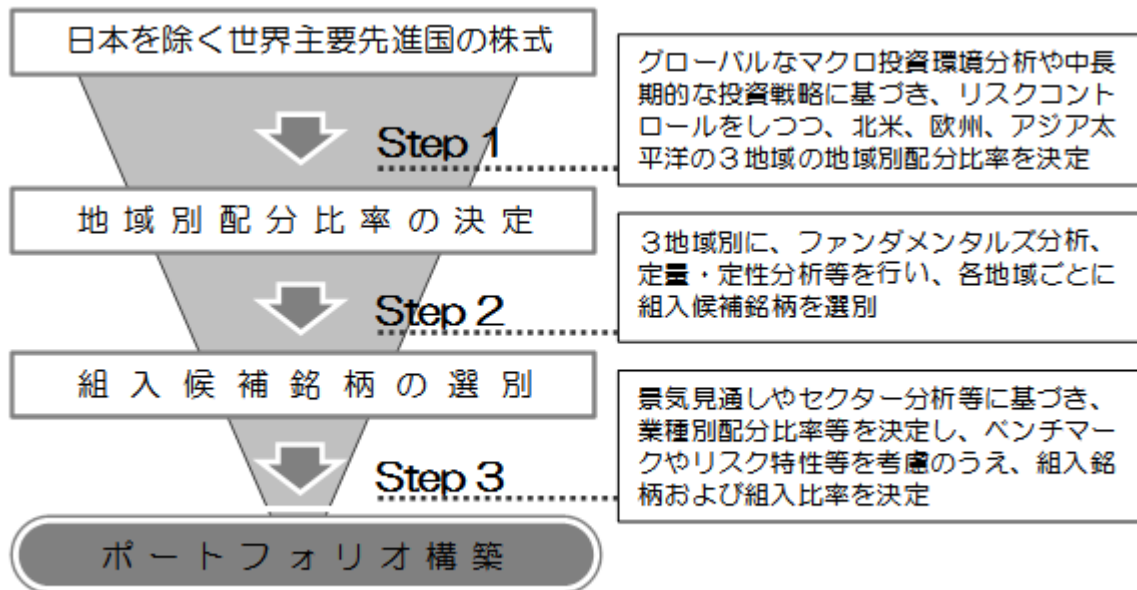 日本を除く世界主要先進国の株式
グローバルなマクロ投資環境分析や中長
期的な投資戦略に基づき、リスクコント
ロールをしつつ、北米、欧州、アジア太
平洋の３地域の地域別配分比率を決定
Step 1
地域別配分比率の決定
３地域別に、ファンダメンタルズ分析、
定量・定性分析等を行い、各地域ごとに
組入候補銘柄を選別
Step 2
組入候補銘柄の選別
景気見通しやセクター分析等に基づき、
業種別配分比率等を決定し、ベンチマー
クやリスク特性等を考慮のうえ、組入銘
柄および組入比率を決定
Step 3
ポートフォリオ構築